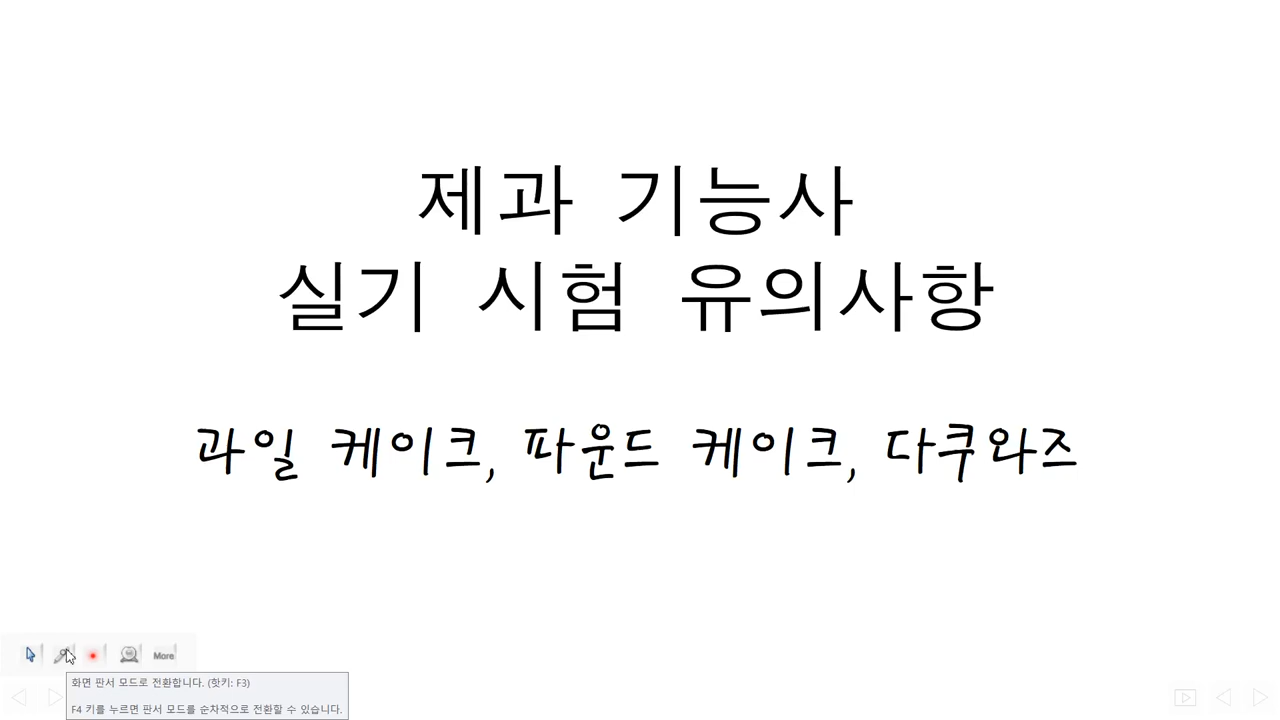 제과 기능사
실기 시험 유의사항
과일 케이크, 파운드 케이크, 다쿠와즈
More
화면 판서 모드로 전환합니다. (핫키: F3)
F4 키를 누르면 판서 모드를 순차적으로 전환할 수 있습니다.